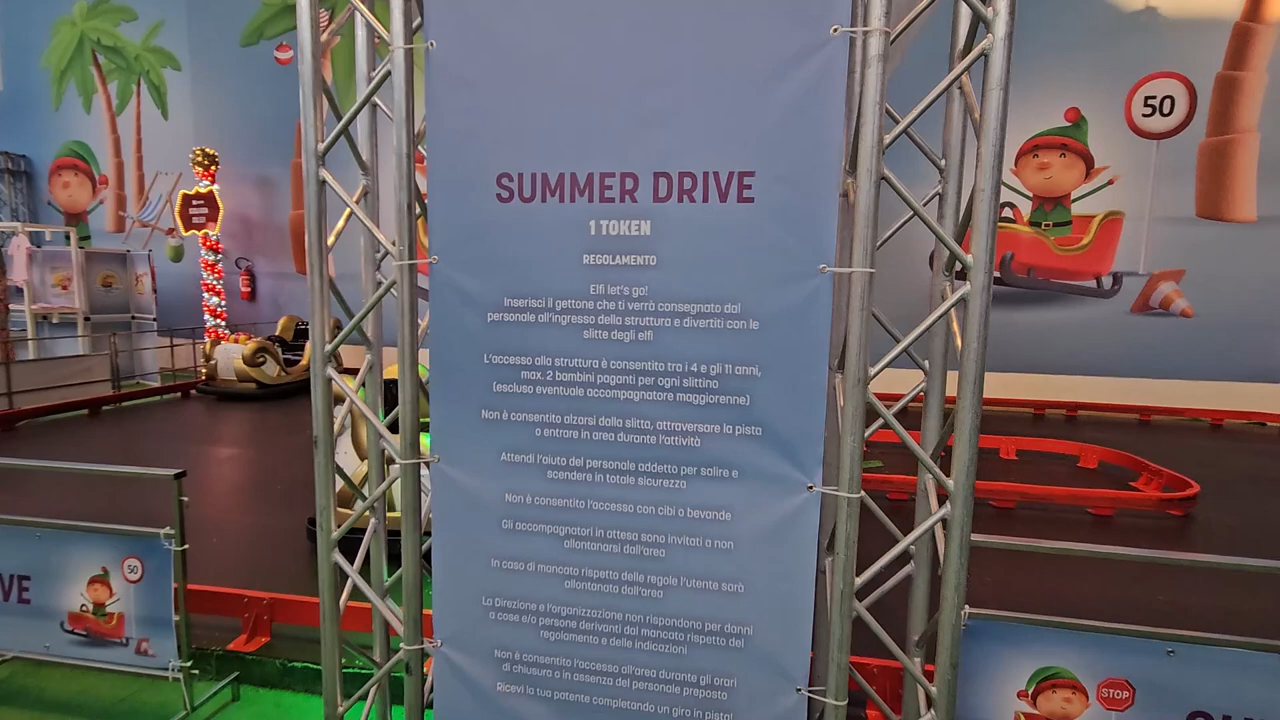 SUMMER DRIVE
1 TOKEN
REGOLAMENTO
Elfi let's go!
Inserisci il gettone che ti verrà consegnato dal
personale all'ingresso della struttura e divertiti con le
slitte degli elfi
L'accesso alla struttura è consentito tra i 4 e gli 11 anni,
max. 2 bambini paganti per ogni slittino
(escluso eventuale accompagnatore maggiorenne)
Non è consentito alzarsi dalla slitta, attraversare la pista
o entrare in area durante l'attività
Attendi l'aiuto del personale addetto per salire e
scendere in totale sicurezza
Non è consentito l'accesso con cibi o bevande
Gli accompagnatori in attesa sono invitati a non
allontanarsi dall'area
In caso di mancato rispetto delle regole l'utente sarà
allontanato dall'area
La Direzione e l'organizzazione non rispondono per danni
a cose e/o persone derivanti dal mancato rispetto del
regolamento e delle indicazioni
Non è consentito l'accesso all'area durante gli orari
di chiusura o in assenza del personale preposto
Ricevi la tua patente completando un giro in pista!
50
VE
50
STOP